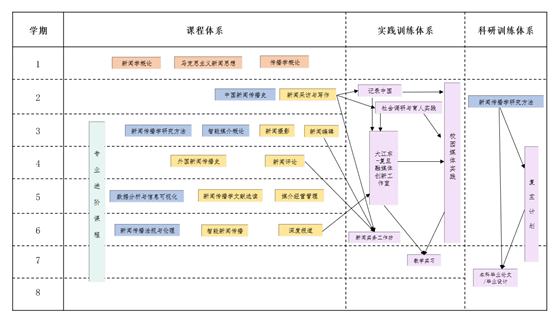 学期 课程体系 实践训练体系 科研训练体系
1 新闻学概论 马克思主义新闻思想 传播学概论
2 中国新闻传播史 新闻采访与写作 记录中国
社会调研与育人实践
新闻传播学研究方法
3 新闻传播学研究方法 智能媒介概论 新闻摄影 新闻编辑
4 外国新闻传播史 新闻评论
5 数据分析与信息可视化 新闻传播学文献选读 媒介经营管理
6 新闻传播法规与伦理 智能新闻传播 深度报道
7
8
专业进阶课程
大江东
-复旦
融媒体
创新工
作室
校园媒体实践
新闻实务工作坊
教学实习
复旦计划
本科毕业论文
/毕业设计